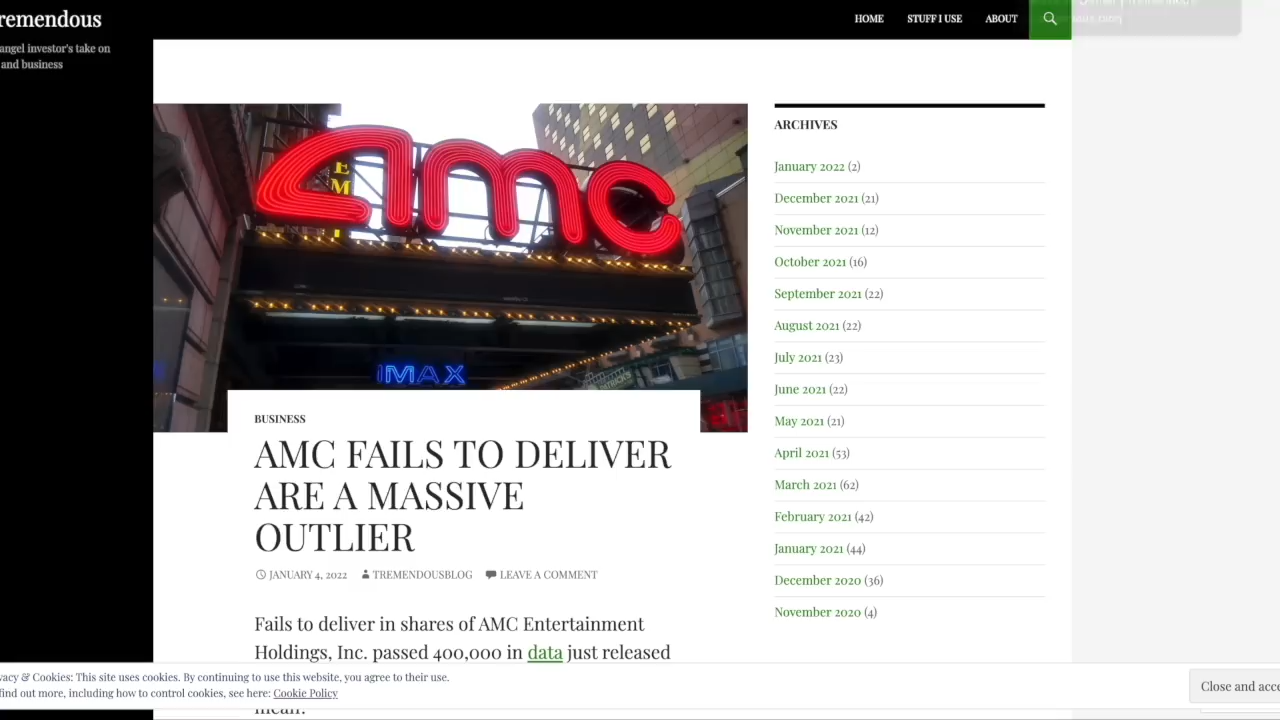 remendous
angel investor's take on
and business
HOME STUFF I USE ABOUT
amc
E
M
IMAX
BUSINESS
AMC FAILS TO DELIVER
ARE A MASSIVE
OUTLIER
JANUARY 4, 2022 TREMENDOUSBLOG LEAVE A COMMENT
Fails to deliver in shares of AMC Entertainment
Holdings, Inc. passed 400,000 in data just released
mean?
ARCHIVES
January 2022 (2)
December 2021 (21)
November 2021 (12)
October 2021 (16)
September 2021 (22)
August 2021 (22)
July 2021 (23)
June 2021 (22)
May 2021 (21)
April 2021 (53)
March 2021 (62)
February 2021 (42)
January 2021 (44)
December 2020 (36)
November 2020 (4)
vacy & Cookies: This site uses cookies. By continuing to use this website, you agree to their use.
find out more, including how to control cookies, see here: Cookie Policy
Close and acce